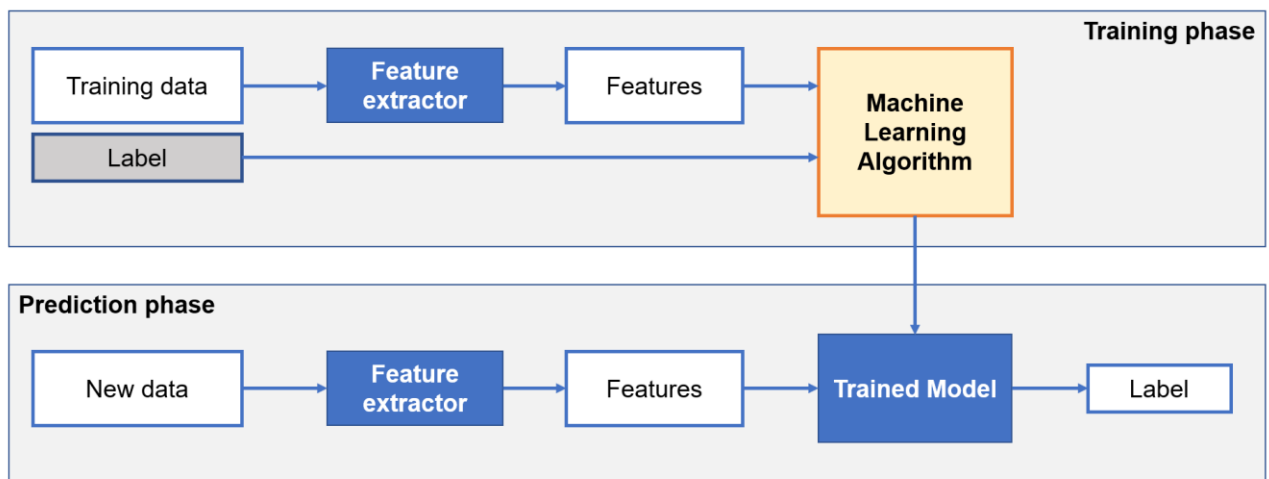 Training phase
Training data
Feature
extractor
Features
Machine
Learning
Algorithm
Label
Prediction phase
New data
Feature
extractor
Features
Trained Model
Label